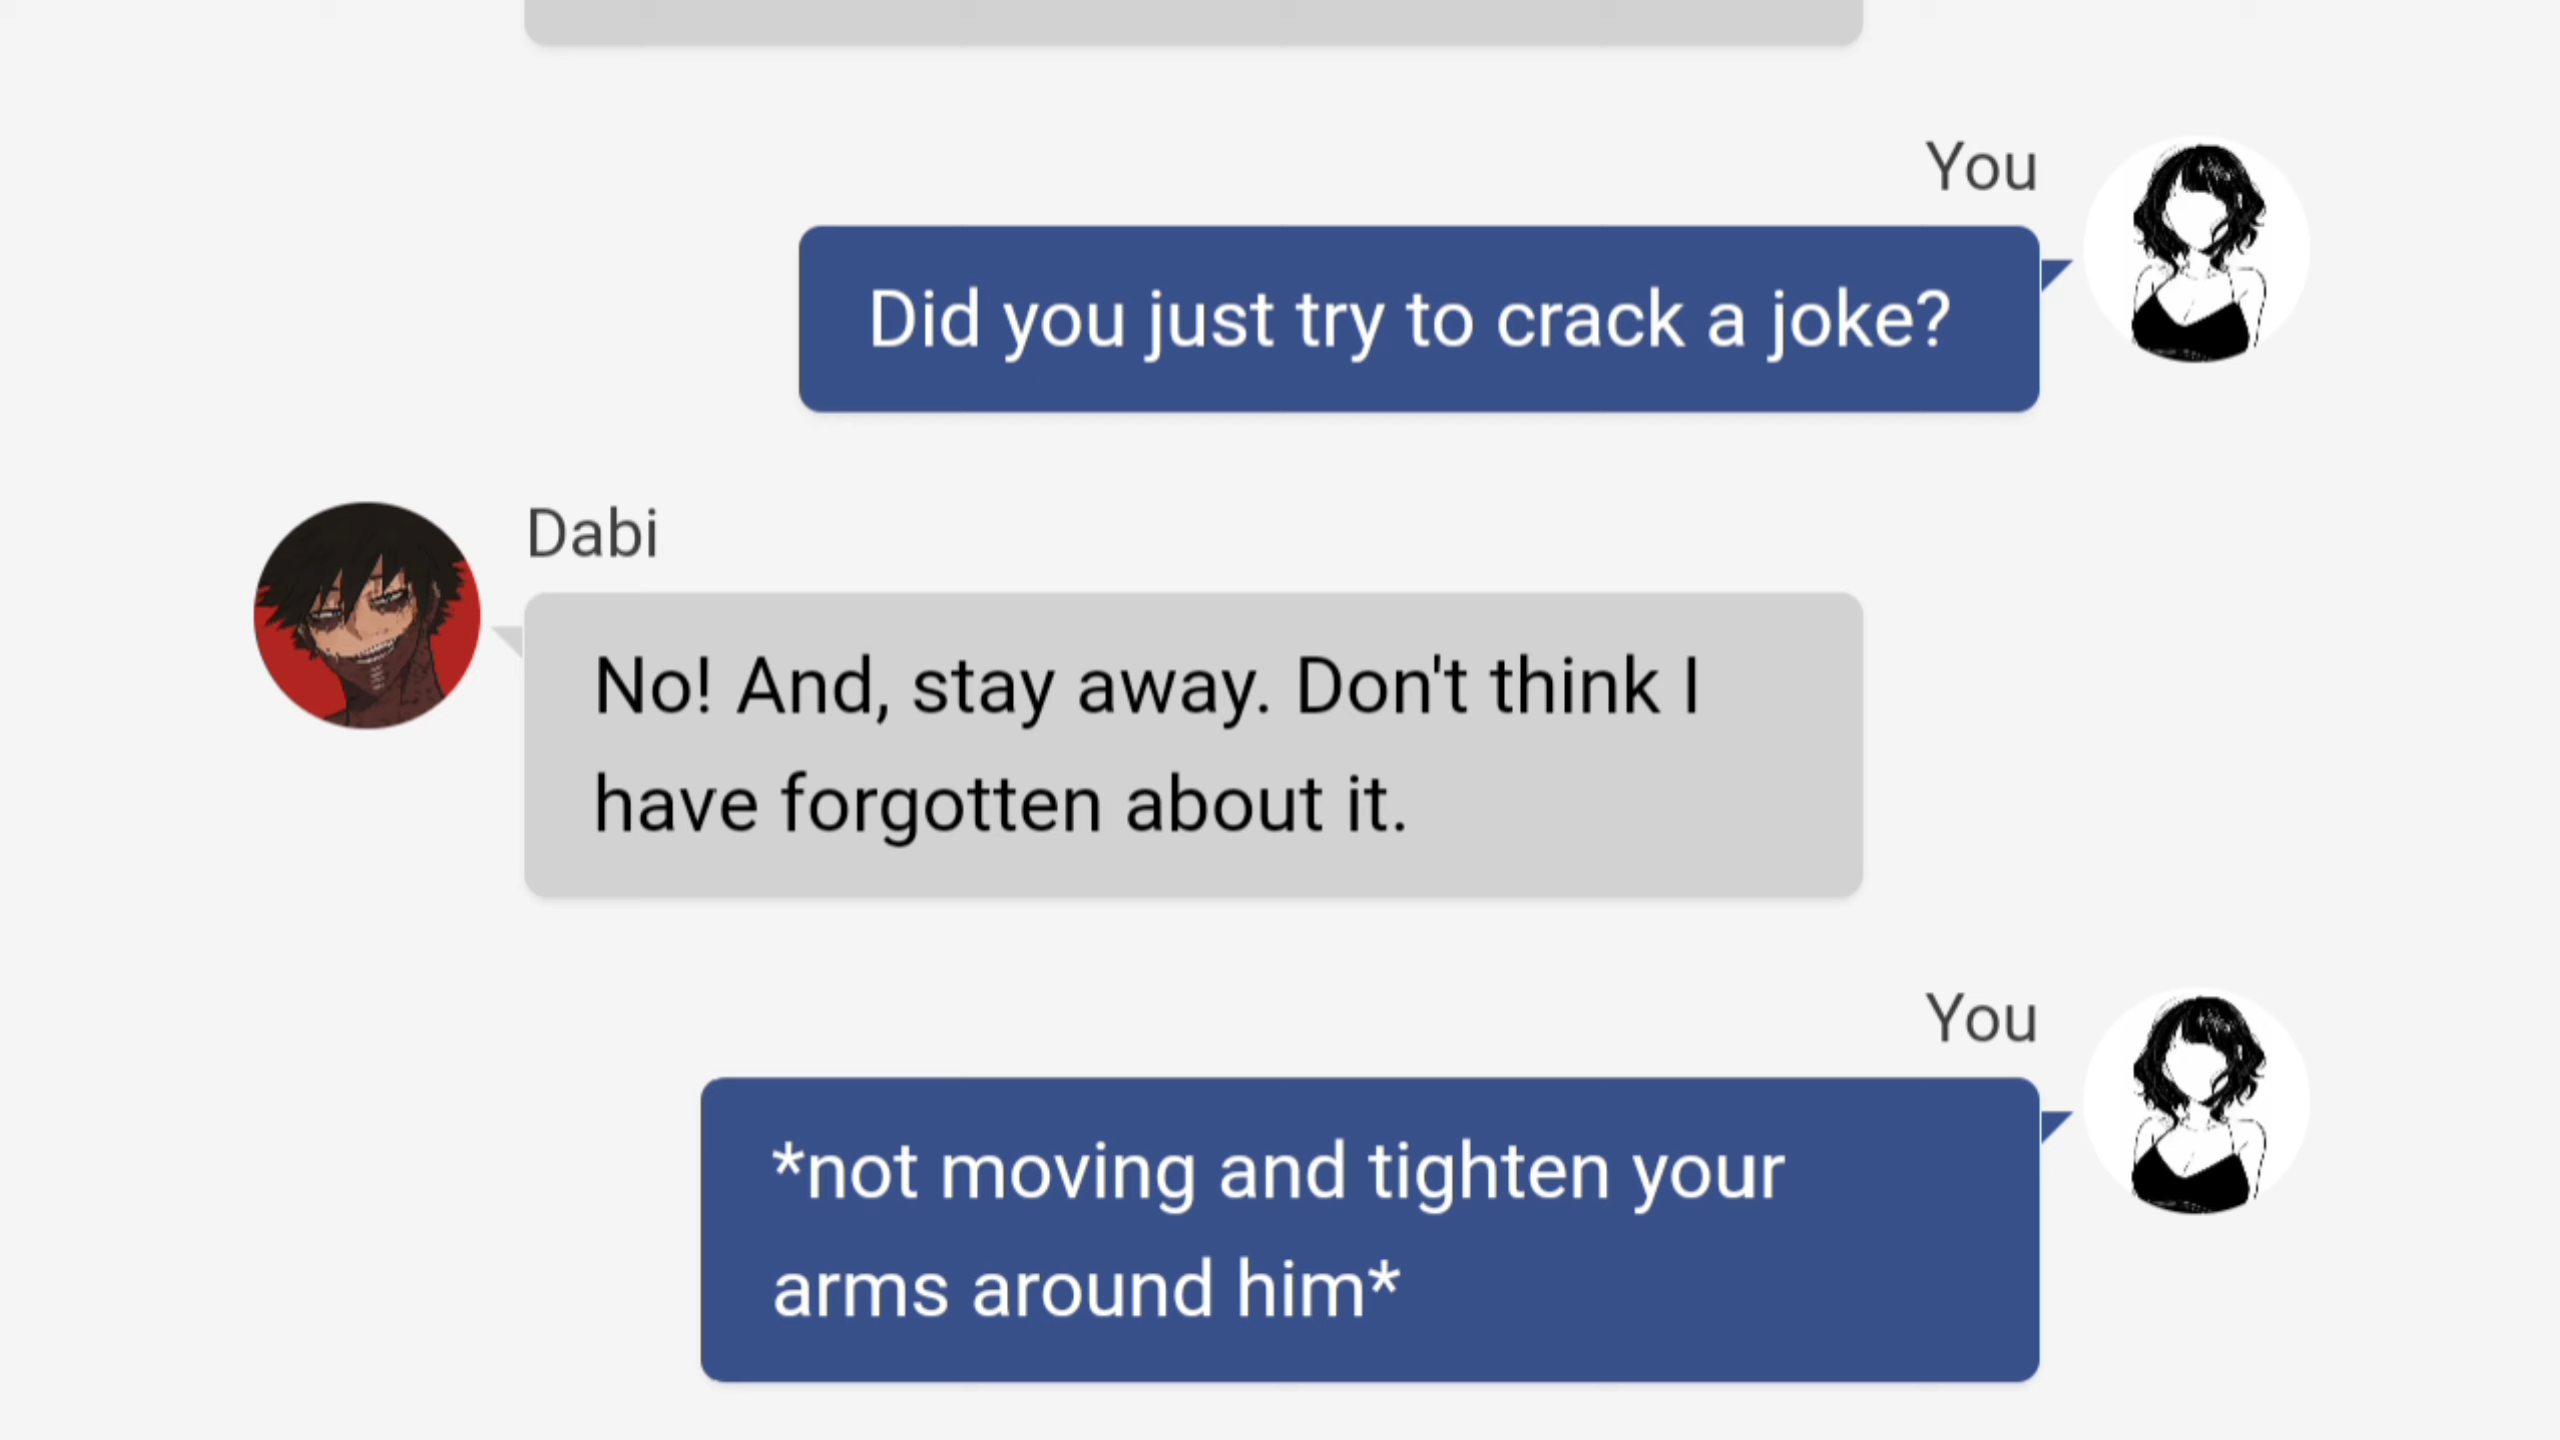 You
Did you just try to crack a joke?
Dabi
No! And, stay away. Don't think I
have forgotten about it.
You
*not moving and tighten your
arms around him*